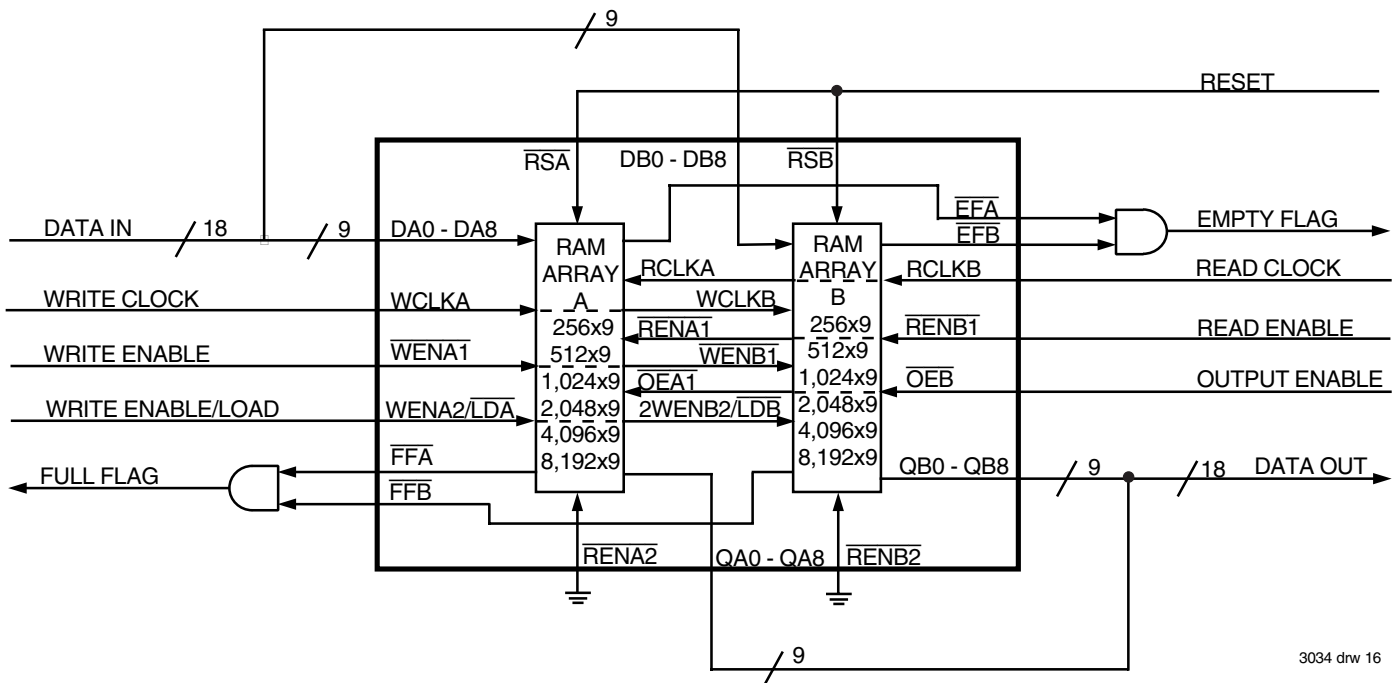 9
RESET
RSA
DB0 - DB8
RSB
DATA IN
18
9
DA0 - DA8
RAM
ARRAY
A
256x9
512x9
1,024x9
2,048x9
4,096x9
8,192x9
RAM
ARRAY
B
256x9
512x9
1,024x9
2,048x9
4,096x9
8,192x9
EFA
EFB
EMPTY FLAG
RCLKA
RCLKB
READ CLOCK
WRITE CLOCK
WCLKA
WCLKB
RENA1
RENB1
READ ENABLE
WRITE ENABLE
WENA1
WENB1
OEA1
OEB
OUTPUT ENABLE
WRITE ENABLE/LOAD
WENA2/LDA
2WENB2/LDB
FFA
FULL FLAG
FFB
QB0 - QB8
9
18
DATA OUT
RENA2
QA0 - QA8
RENB2
9
3034 drw 16